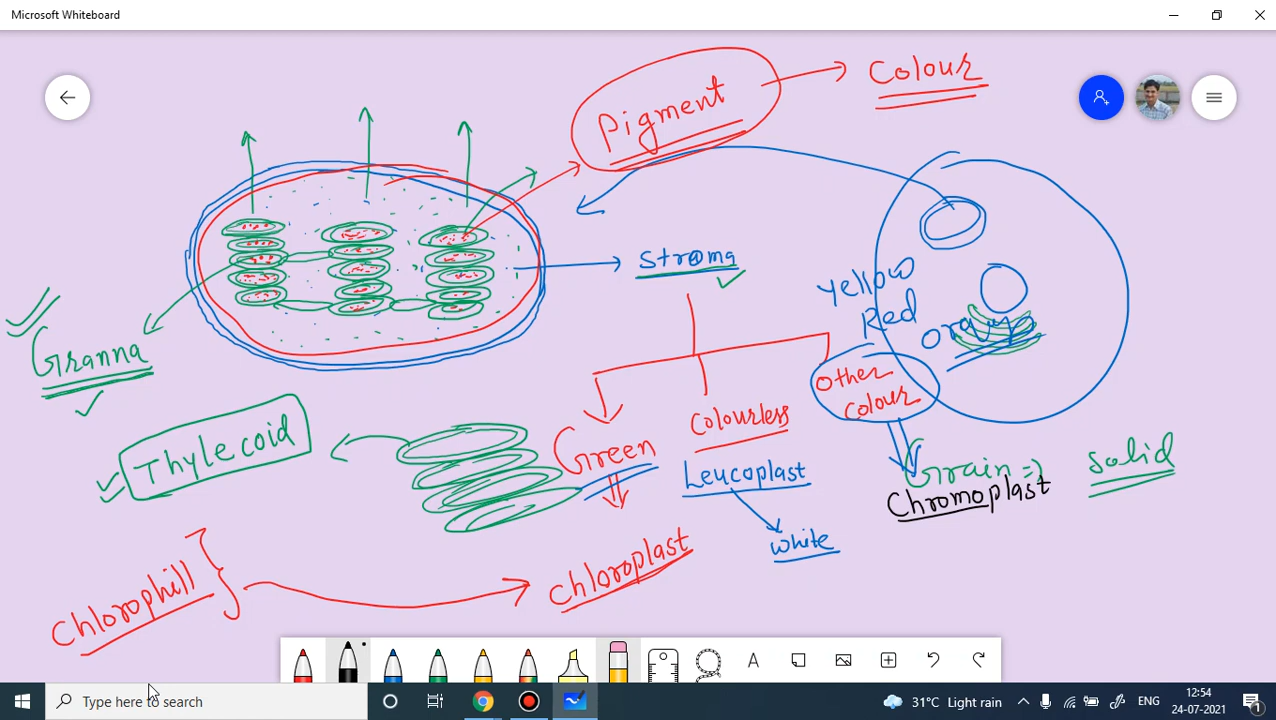 Microsoft Whiteboard
Pigment
Colour
Stroma
Yellow
Red
Granna
Other
colour
Colourless
Green
Thylecoid
Leucoplast
Grain =>
solid
Chromoplast
white
Chlorophill
chloroplast
Type here to search
31°C Light rain
ENG
12:54
24-07-2021
1